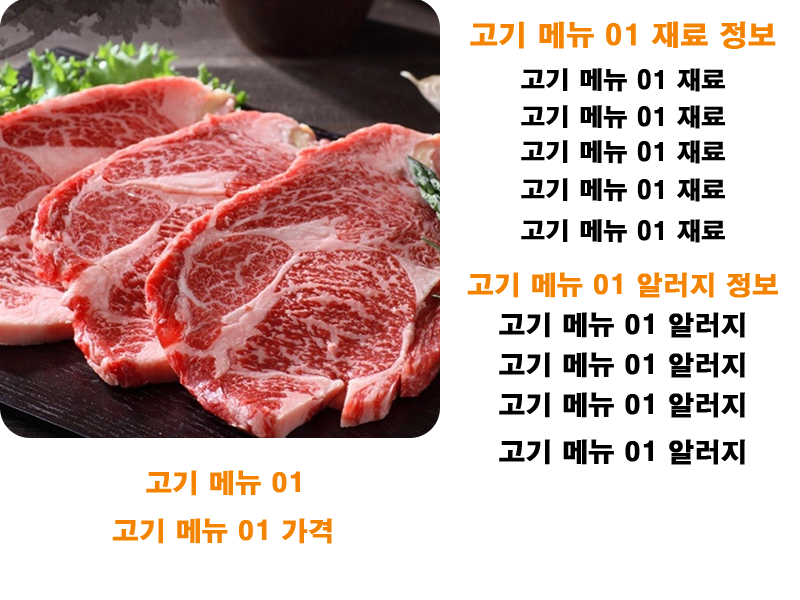 고기 메뉴 01 재료 정보
고기 메뉴 01 재료
고기 메뉴 01 재료
고기 메뉴 01 재료
고기 메뉴 01 재료
고기 메뉴 01 재료
고기 메뉴 01 알러지 정보
고기 메뉴 01 알러지
고기 메뉴 01 알러지
고기 메뉴 01 알러지
고기 메뉴 01 알러지
고기 메뉴 01
고기 메뉴 01 가격